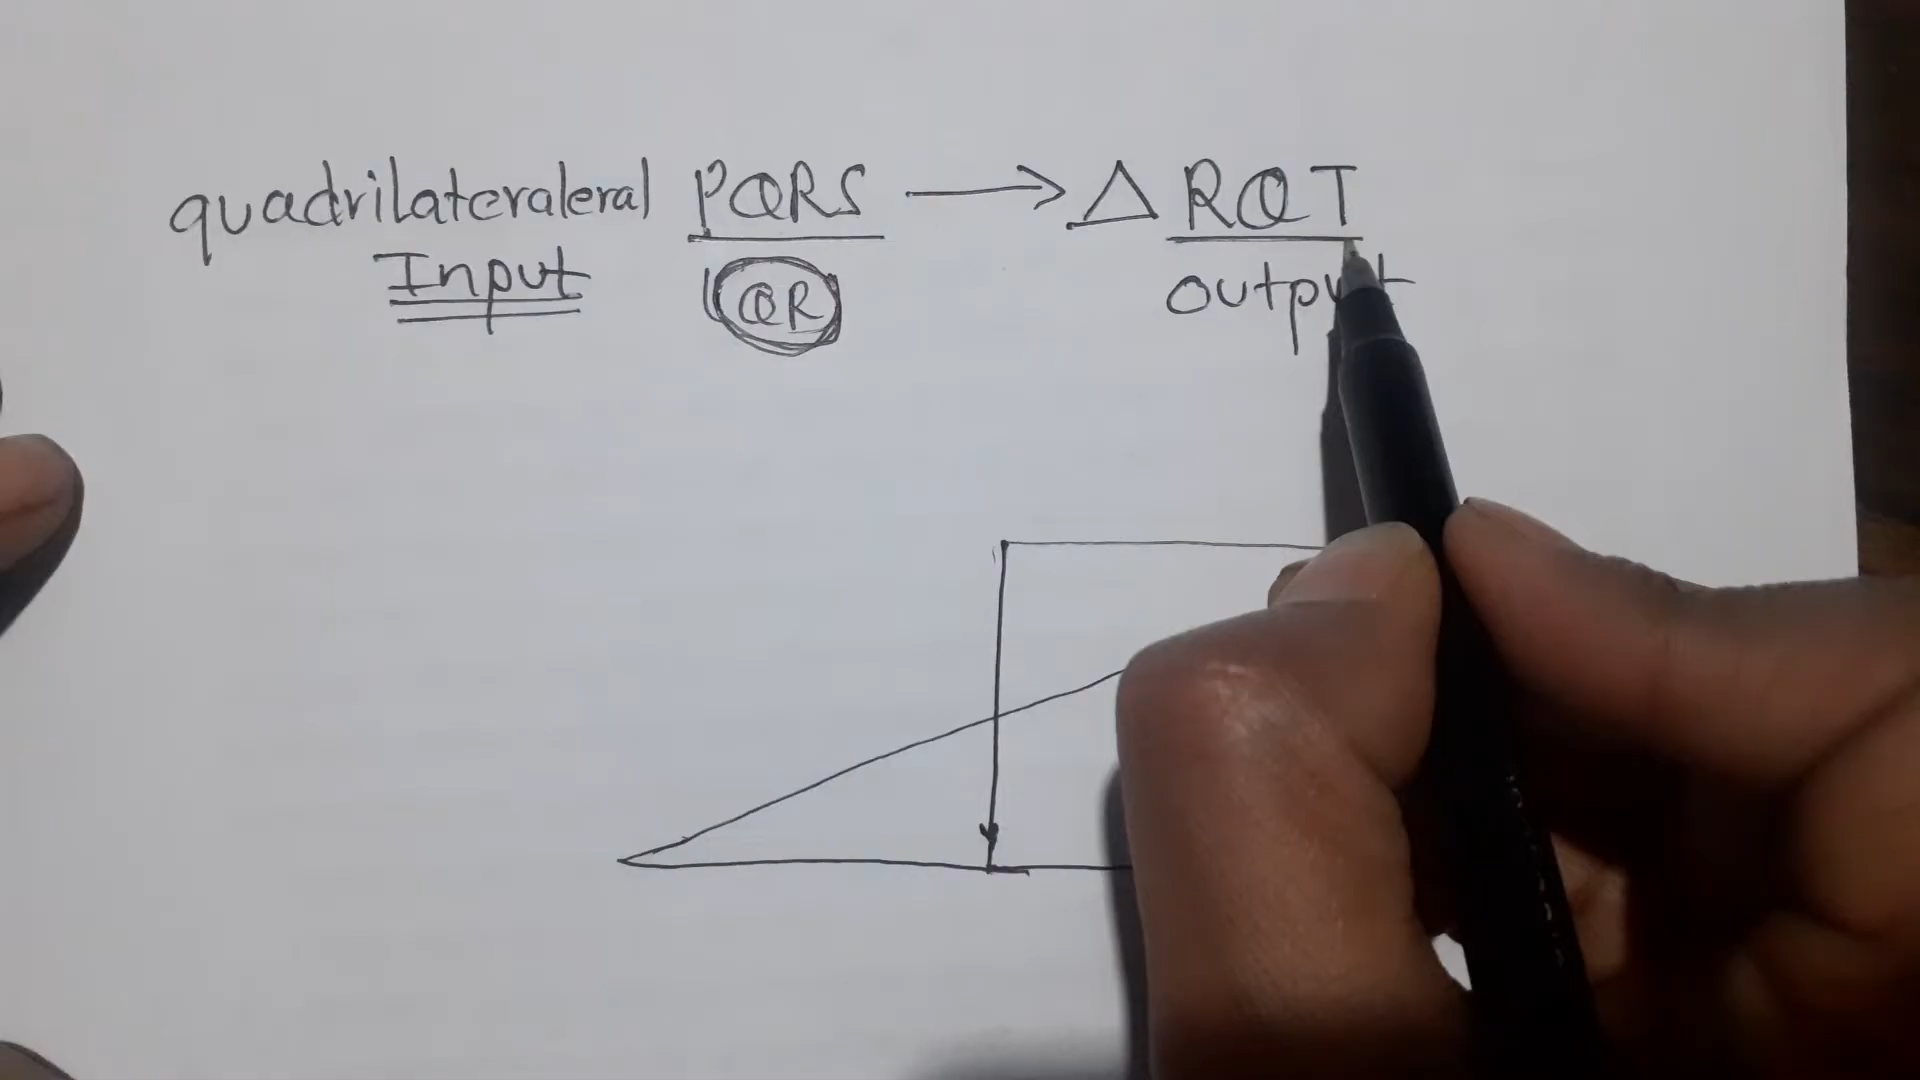 quadrilateraleral PQRS → Δ RQT
Input QR output